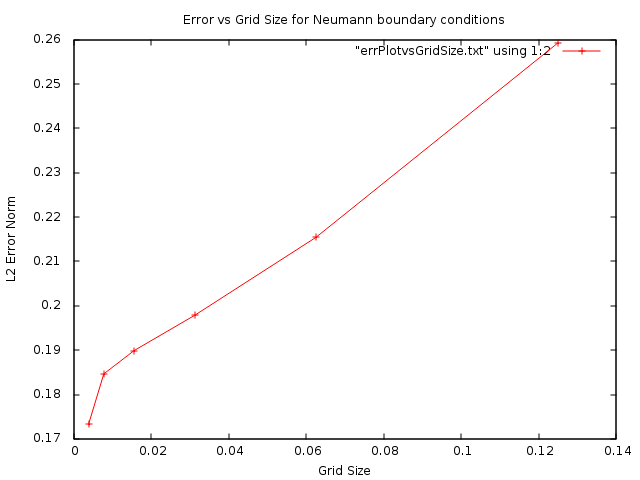 Error vs Grid Size for Neumann boundary conditions
"errPlotvsGridSize.txt" using 1:2
L2 Error Norm
0.26
0.25
0.24
0.23
0.22
0.21
0.2
0.19
0.18
0.17
0 0.02 0.04 0.06 0.08 0.1 0.12 0.14
Grid Size